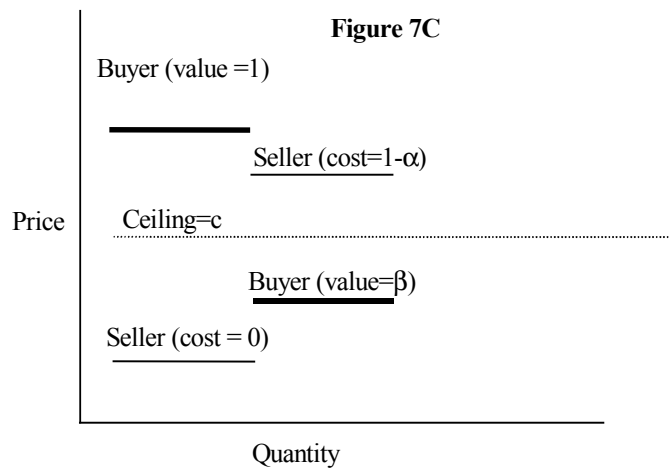 Figure 7C
Buyer (value =1)
Seller (cost=1-α)
Price
Ceiling=c
Buyer (value=β)
Seller (cost = 0)
Quantity